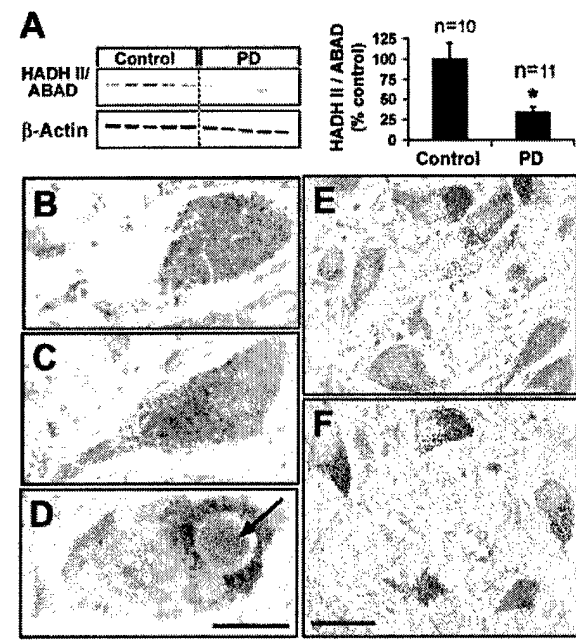 A
Control PD
HADH II/
ABAD
β-Actin
HADH II / ABAD
(% control)
125
100
75
50
25
0
n=10
n=11
*
Control PD
B
C
D
E
F